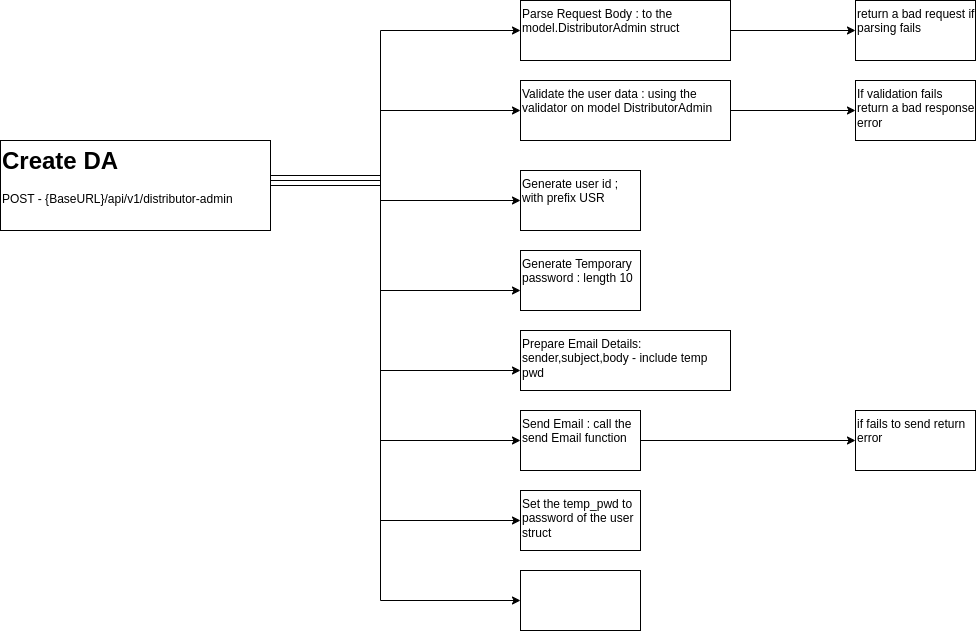 Create DA
POST - {BaseURL}/api/v1/distributor-admin
Parse Request Body : to the
model.DistributorAdmin struct
return a bad request if
parsing fails
Validate the user data : using the
validator on model DistributorAdmin
If validation fails
return a bad response
error
Generate user id ;
with prefix USR
Generate Temporary
password : length 10
Prepare Email Details:
sender,subject,body - include temp
pwd
Send Email : call the
send Email function
if fails to send return
error
Set the temp_pwd to
password of the user
struct